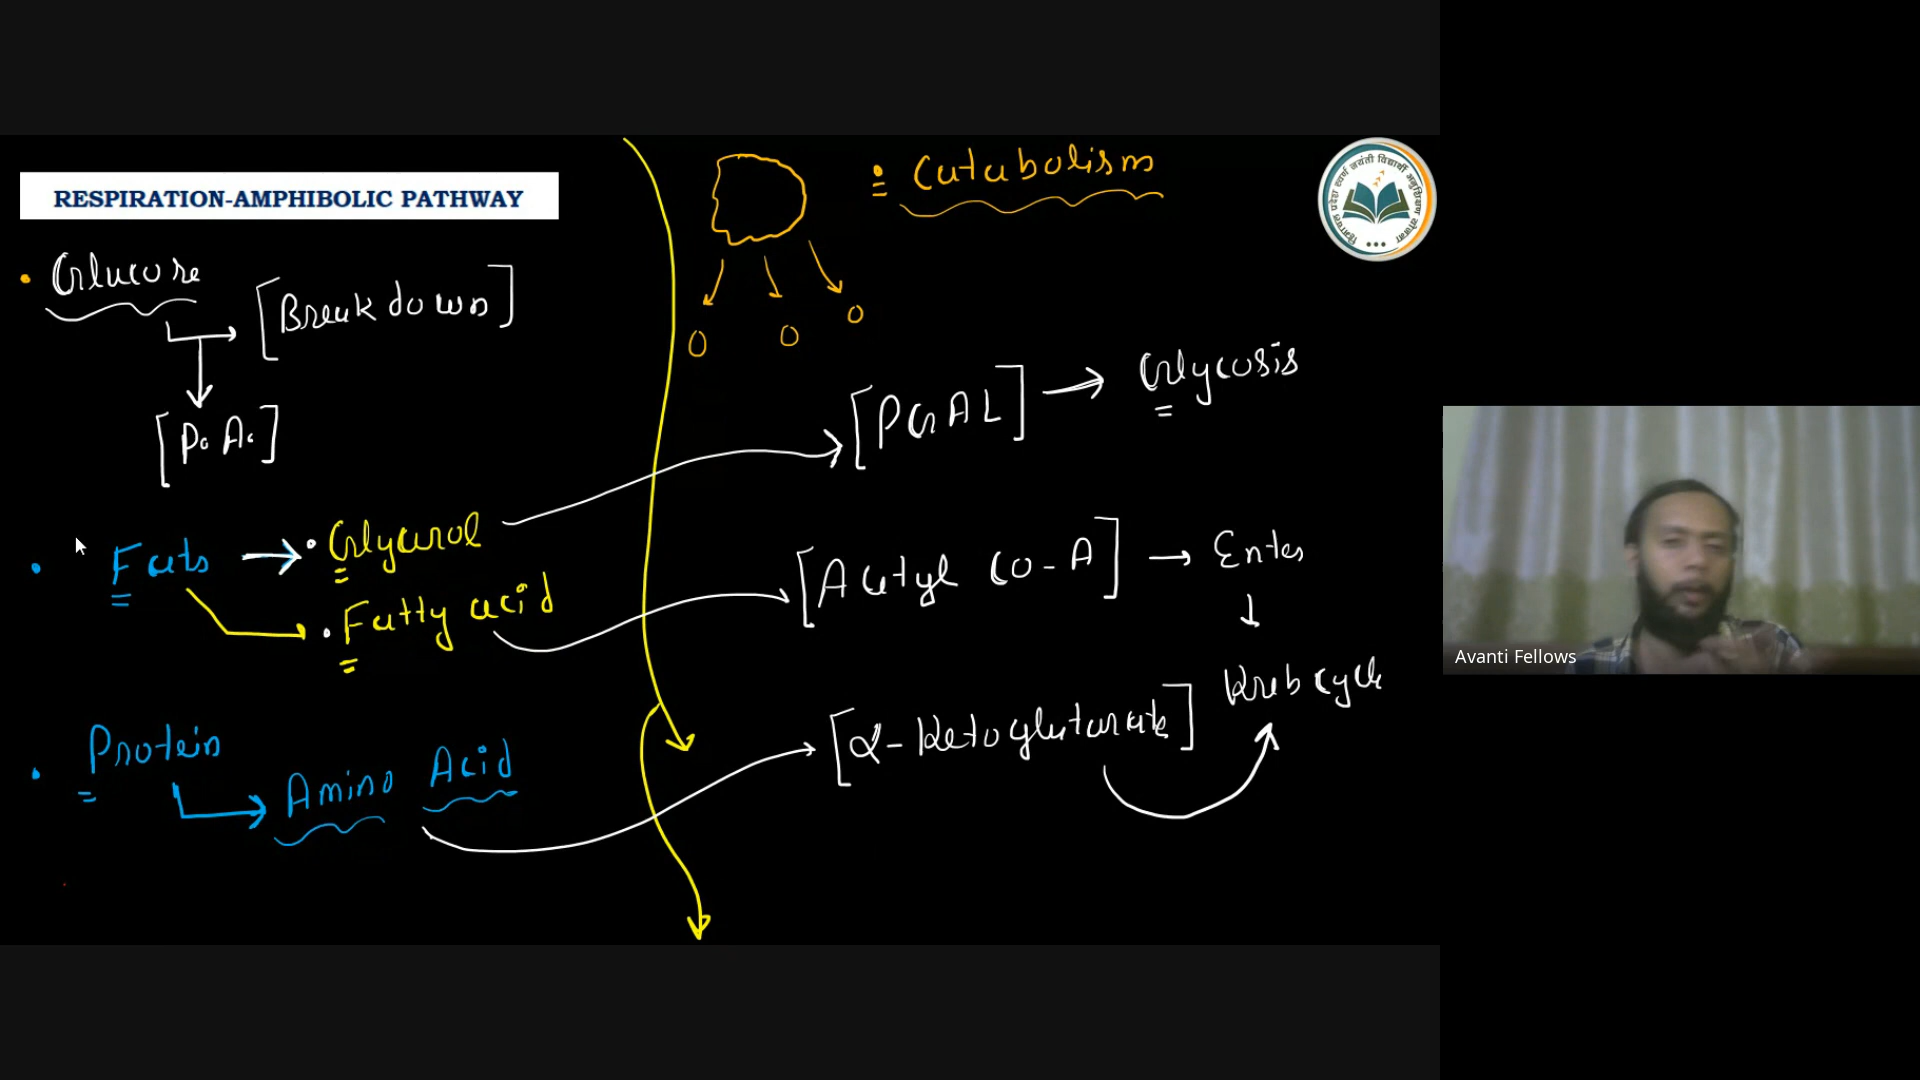 RESPIRATION-AMPHIBOLIC PATHWAY
: Catabolism
• Glucose
[Breakdown]
[P. A.]
[PGAL] → Glycosis
• Fats → • Glycerol
• Fatty acid
[Acetyl Co-A] → Enter
Kreb cycle
• Protein
Amino Acid
[α-Ketoglutarate]
Avanti Fellows